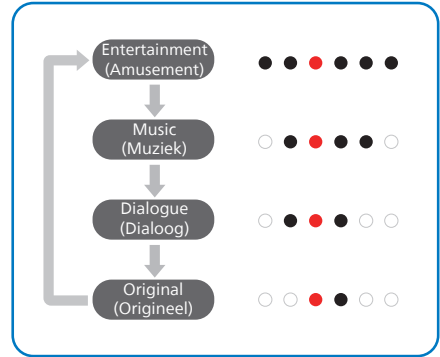 Entertainment
(Amusement)
Music
(Muziek)
Dialogue
(Dialoog)
Original
(Origineel)